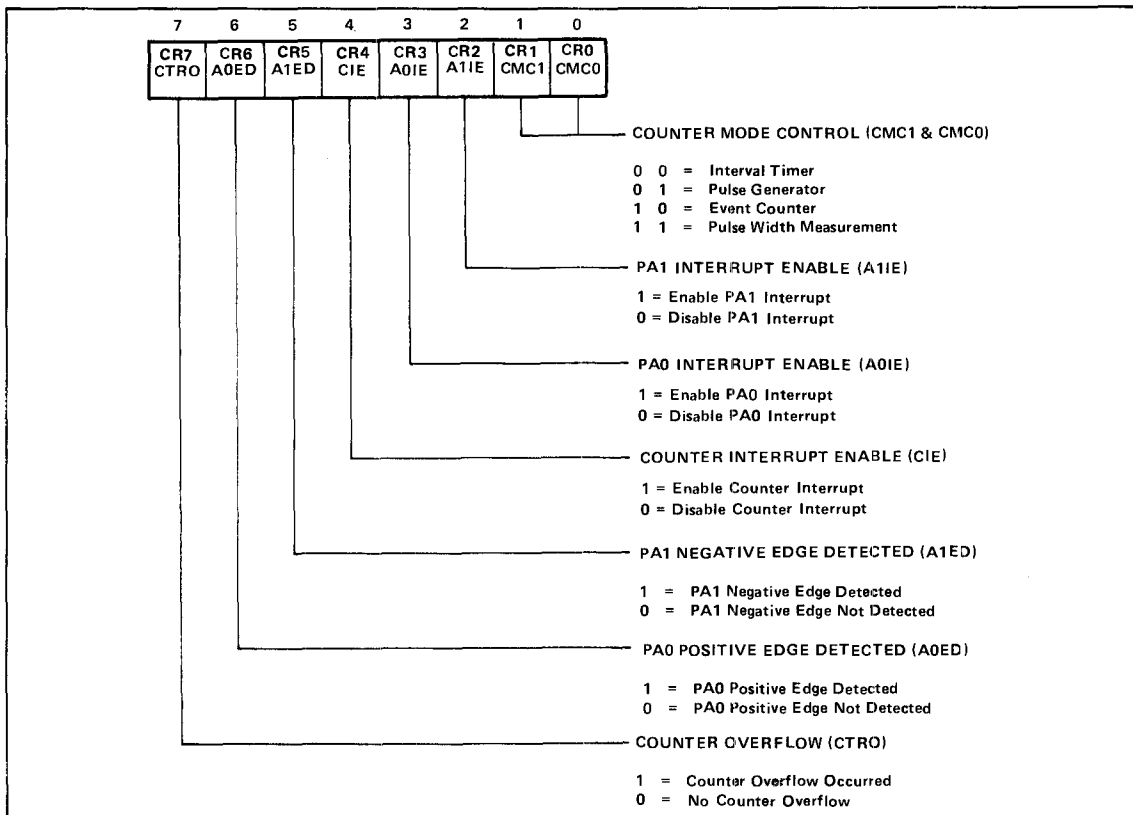 7 6 5 4 3 2 1 0
CR7 CR6 CR5 CR4 CR3 CR2 CR1 CR0
CTRO A0ED A1ED CIE A0IE A1IE CMC1 CMC0
COUNTER MODE CONTROL (CMC1 & CMC0)
0 0 = Interval Timer
0 1 = Pulse Generator
1 0 = Event Counter
1 1 = Pulse Width Measurement
PA1 INTERRUPT ENABLE (A1IE)
1 = Enable PA1 Interrupt
0 = Disable PA1 Interrupt
PA0 INTERRUPT ENABLE (A0IE)
1 = Enable PA0 Interrupt
0 = Disable PA0 Interrupt
COUNTER INTERRUPT ENABLE (CIE)
1 = Enable Counter Interrupt
0 = Disable Counter Interrupt
PA1 NEGATIVE EDGE DETECTED (A1ED)
1 = PA1 Negative Edge Detected
0 = PA1 Negative Edge Not Detected
PA0 POSITIVE EDGE DETECTED (A0ED)
1 = PA0 Positive Edge Detected
0 = PA0 Positive Edge Not Detected
COUNTER OVERFLOW (CTRO)
1 = Counter Overflow Occurred
0 = No Counter Overflow